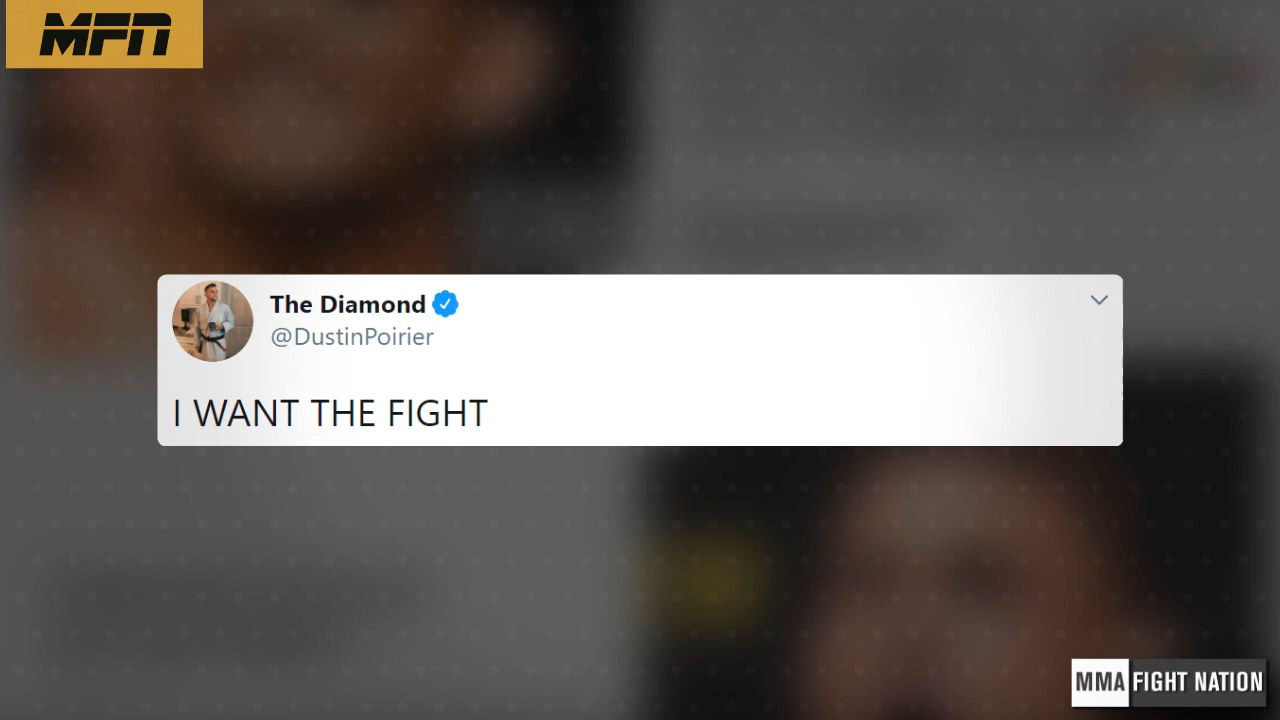 MFN
The Diamond
@DustinPoirier
I WANT THE FIGHT
MMA FIGHT NATION